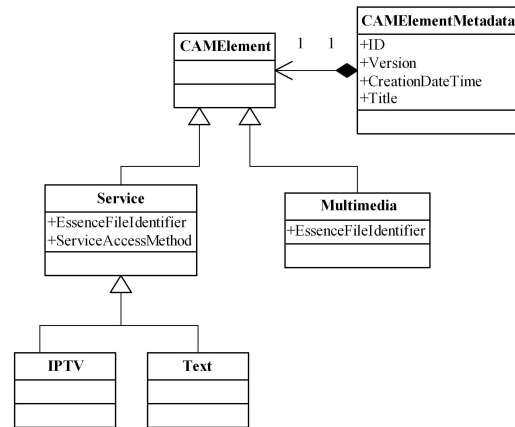 CAMElement
1 1
CAMElementMetadata
+ID
+Version
+CreationDateTime
+Title
Service
+EssenceFileIdentifier
+ServiceAccessMethod
Multimedia
+EssenceFileIdentifier
IPTV
Text